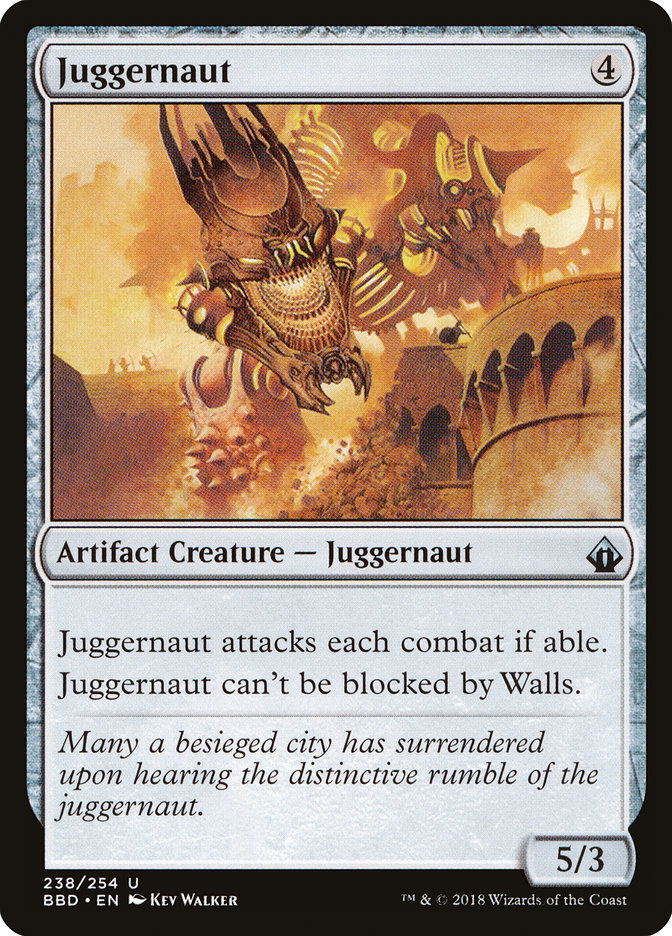 Juggernaut 4
Artifact Creature — Juggernaut
Juggernaut attacks each combat if able.
Juggernaut can't be blocked by Walls.
Many a besieged city has surrendered
upon hearing the distinctive rumble of the
juggernaut.
5/3
238/254 U
BBD • EN Kev Walker
™ & © 2018 Wizards of the Coast